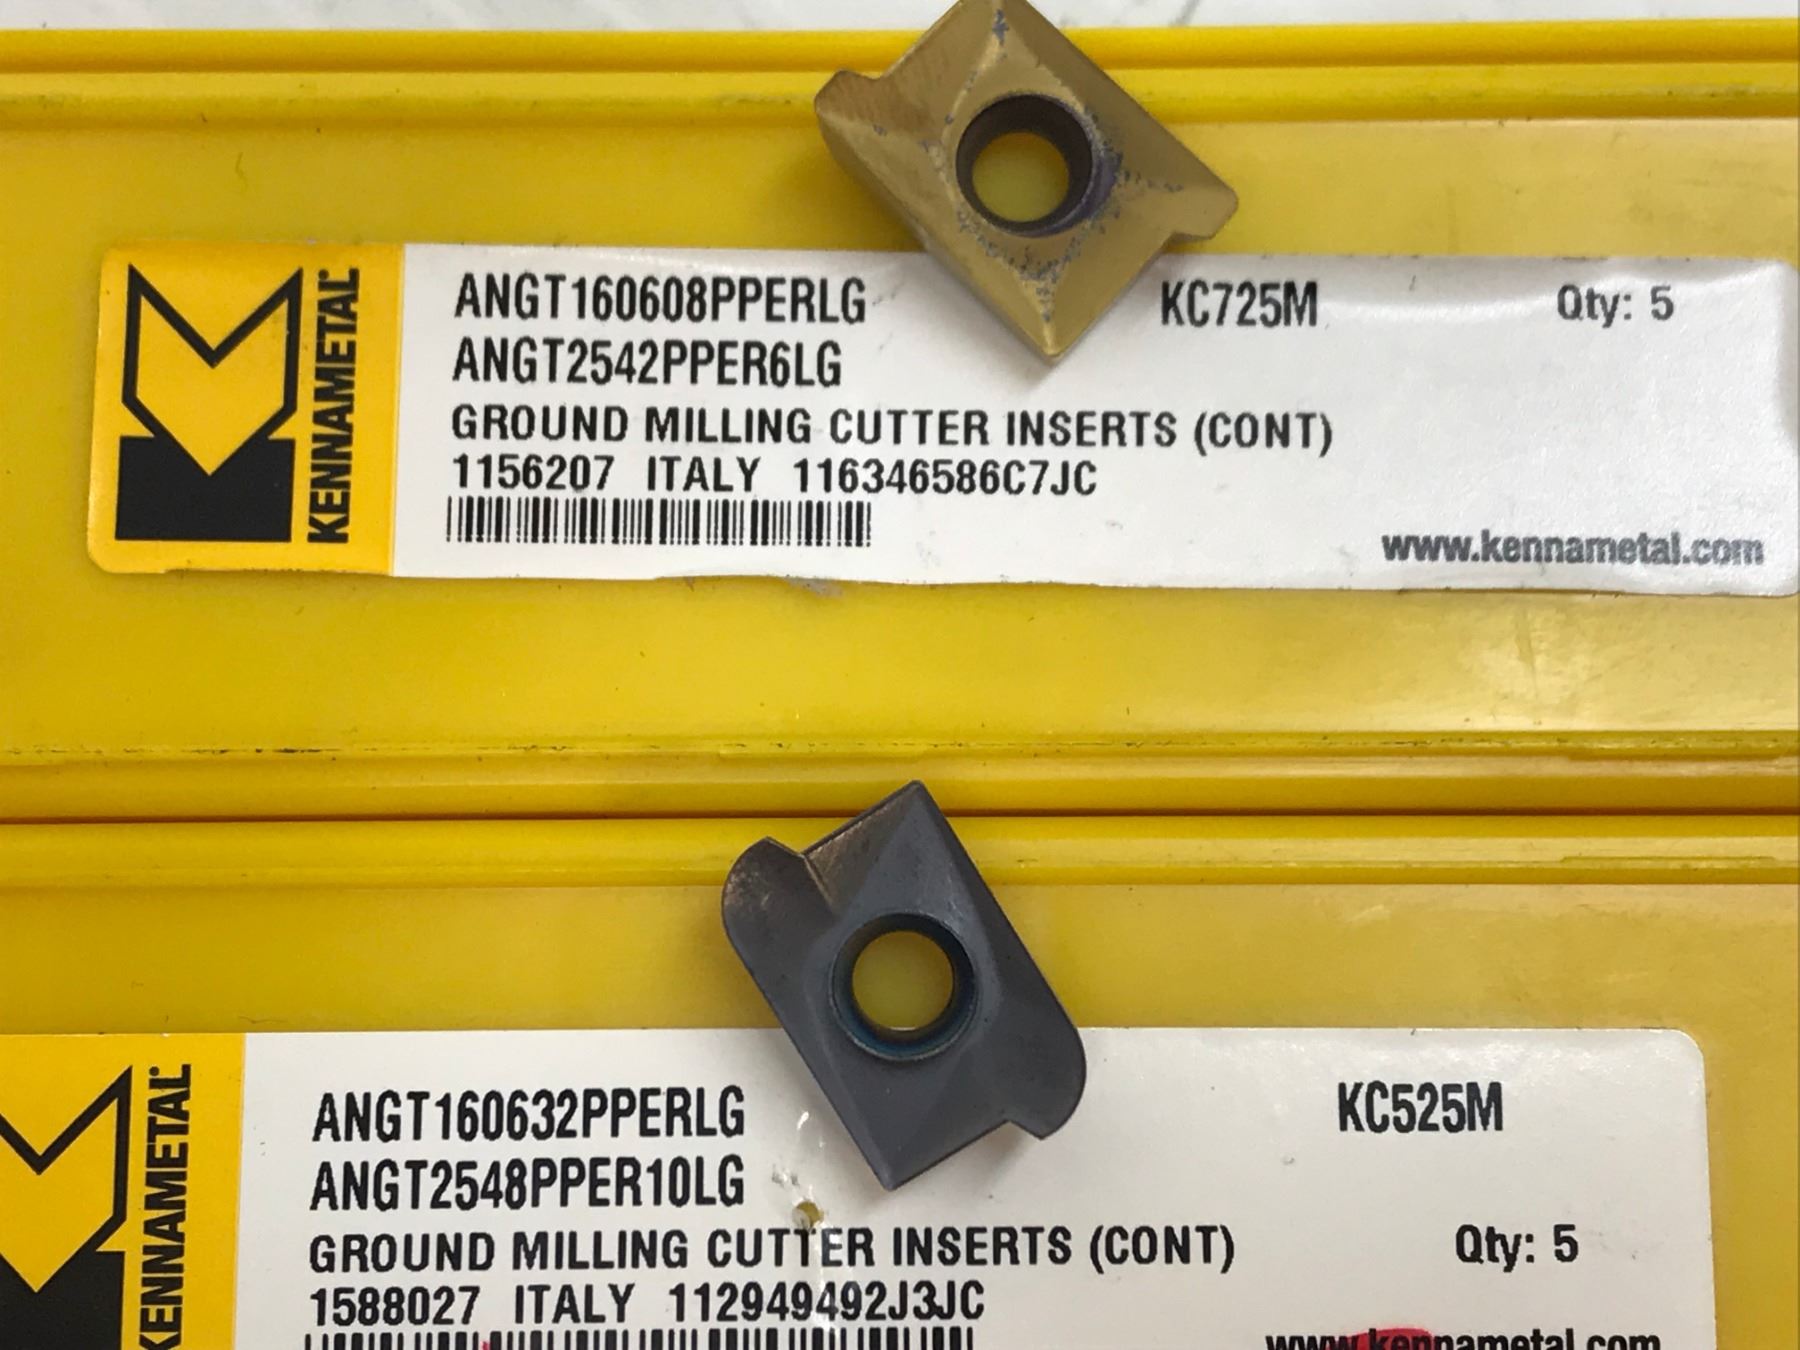 KENNAMETAL
ANGT160608PPERLG KC725M Qty: 5
ANGT2542PPER6LG
GROUND MILLING CUTTER INSERTS (CONT)
1156207 ITALY 116346586C7JC
www.kennametal.com
KENNAMETAL
ANGT160632PPERLG KC525M
ANGT2548PPER10LG
GROUND MILLING CUTTER INSERTS (CONT) Qty: 5
1588027 ITALY 112949492J3JC
www.kennametal.com